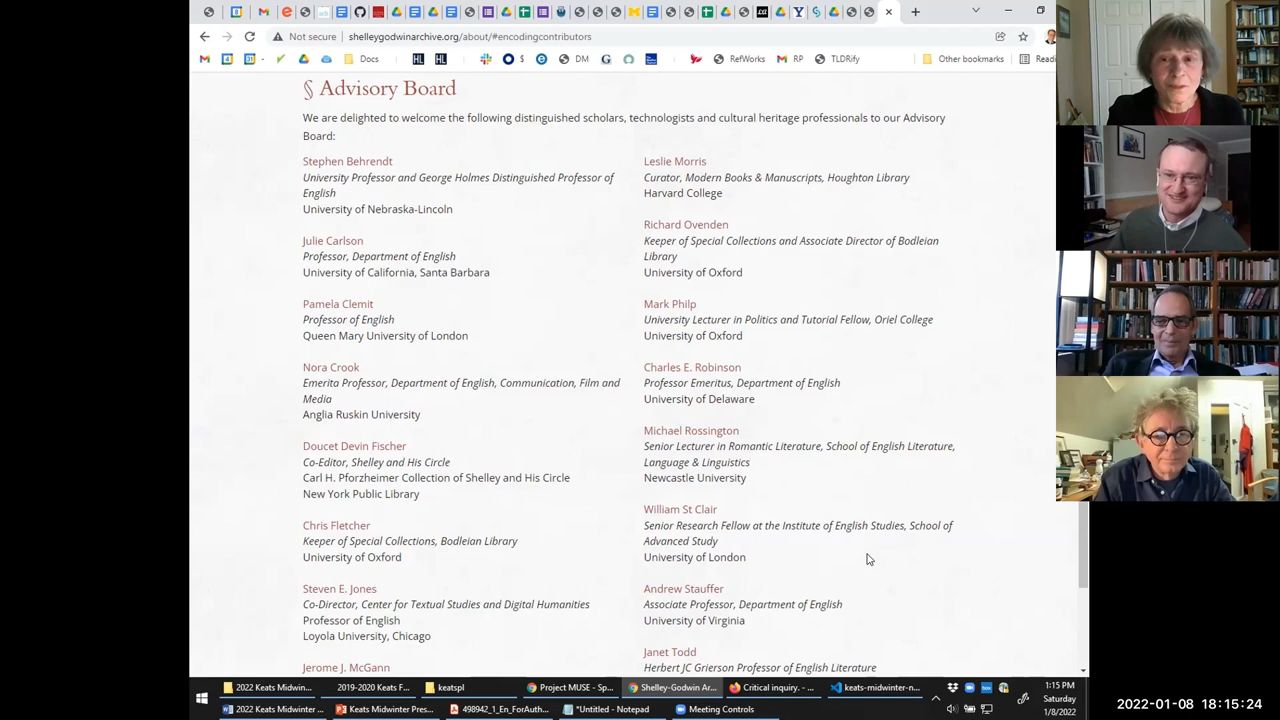 Not secure shelleygodwinarchive.org/about/#encodingcontributors
Docs DM RefWorks RP TLDRify Other bookmarks
§ Advisory Board
We are delighted to welcome the following distinguished scholars, technologists and cultural heritage professionals to our Advisory
Board:
Stephen Behrendt
University Professor and George Holmes Distinguished Professor of
English
University of Nebraska-Lincoln
Julie Carlson
Professor, Department of English
University of California, Santa Barbara
Pamela Clemit
Professor of English
Queen Mary University of London
Nora Crook
Emerita Professor, Department of English, Communication, Film and
Media
Anglia Ruskin University
Doucet Devin Fischer
Co-Editor, Shelley and His Circle
Carl H. Pforzheimer Collection of Shelley and His Circle
New York Public Library
Chris Fletcher
Keeper of Special Collections, Bodleian Library
University of Oxford
Steven E. Jones
Co-Director, Center for Textual Studies and Digital Humanities
Professor of English
Loyola University, Chicago
Jerome J. McGann
Leslie Morris
Curator, Modern Books & Manuscripts, Houghton Library
Harvard College
Richard Ovenden
Keeper of Special Collections and Associate Director of Bodleian
Library
University of Oxford
Mark Philp
University Lecturer in Politics and Tutorial Fellow, Oriel College
University of Oxford
Charles E. Robinson
Professor Emeritus, Department of English
University of Delaware
Michael Rossington
Senior Lecturer in Romantic Literature, School of English Literature,
Language & Linguistics
Newcastle University
William St Clair
Senior Research Fellow at the Institute of English Studies, School of
Advanced Study
University of London
Andrew Stauffer
Associate Professor, Department of English
University of Virginia
Janet Todd
Herbert JC Grierson Professor of English Literature
2022 Keats Midwin... 2019-2020 Keats F... keatspl Project MUSE - Sp... Shelley-Godwin Ar... Critical inquiry. - ... keats-midwinter-n... 1:15 PM
Saturday
2022 Keats Midwinter ... Keats Midwinter Pres... 498942_1_En_ForAuth... *Untitled - Notepad Meeting Controls 1/8/2022
2022-01-08 18:15:24